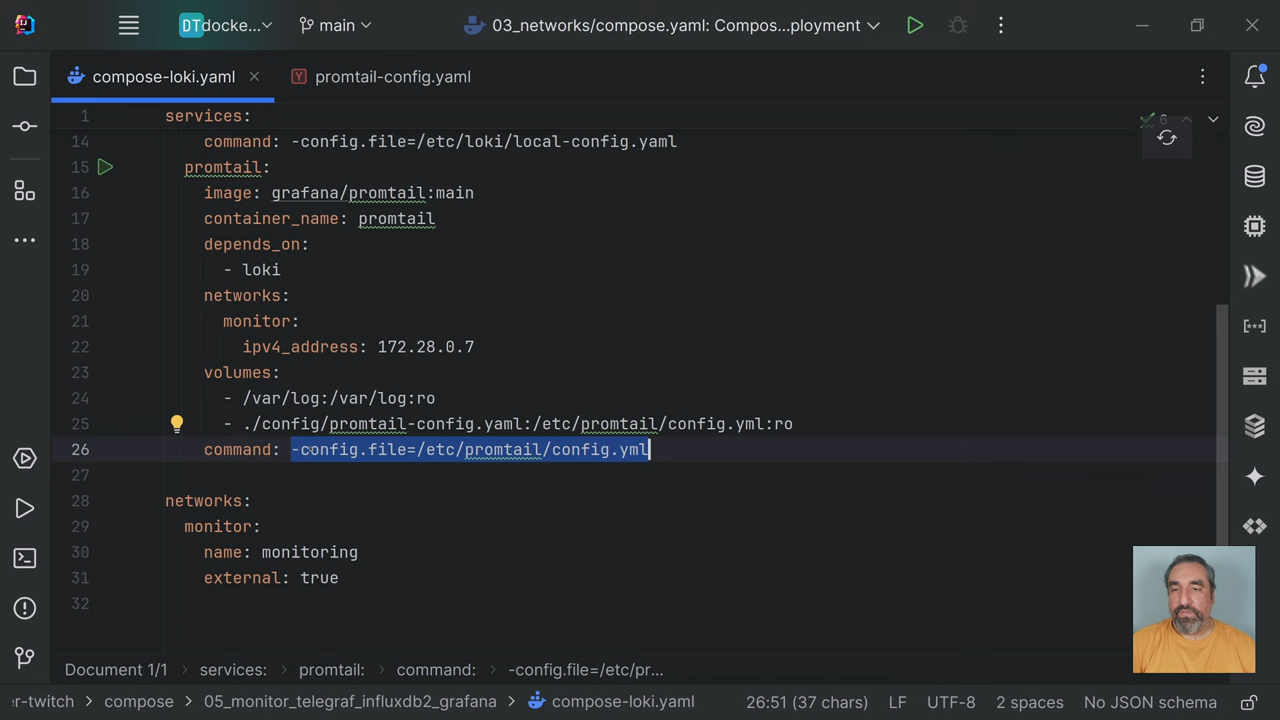 DT docke...
main
03_networks/compose.yaml: Compos...ployment
compose-loki.yaml
promtail-config.yaml
1 services:
6
14 command: -config.file=/etc/loki/local-config.yaml
15 promtail:
16 image: grafana/promtail:main
17 container_name: promtail
18 depends_on:
19 - loki
20 networks:
21 monitor:
22 ipv4_address: 172.28.0.7
23 volumes:
24 - /var/log:/var/log:ro
25 - ./config/promtail-config.yaml:/etc/promtail/config.yml:ro
26 command: -config.file=/etc/promtail/config.yml
27
28 networks:
29 monitor:
30 name: monitoring
31 external: true
32
Document 1/1 services: promtail: command: -config.file=/etc/pr...
er-twitch compose 05_monitor_telegraf_influxdb2_grafana compose-loki.yaml 26:51 (37 chars) LF UTF-8 2 spaces No JSON schema